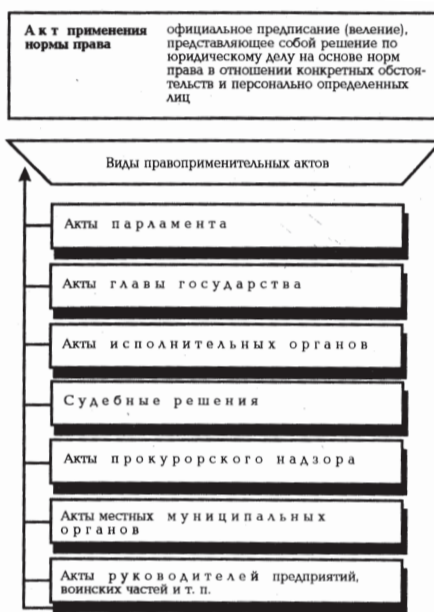 Акт применения нормы права
официальное предписание (веление),
представляющее собой решение по
юридическому делу на основе норм
права в отношении конкретных обстоя-
тельств и персонально определенных
лиц
Виды правоприменительных актов
Акты парламента
Акты главы государства
Акты исполнительных органов
Судебные решения
Акты прокурорского надзора
Акты местных муниципальных
органов
Акты руководителей предприятий,
воинских частей и т. п.